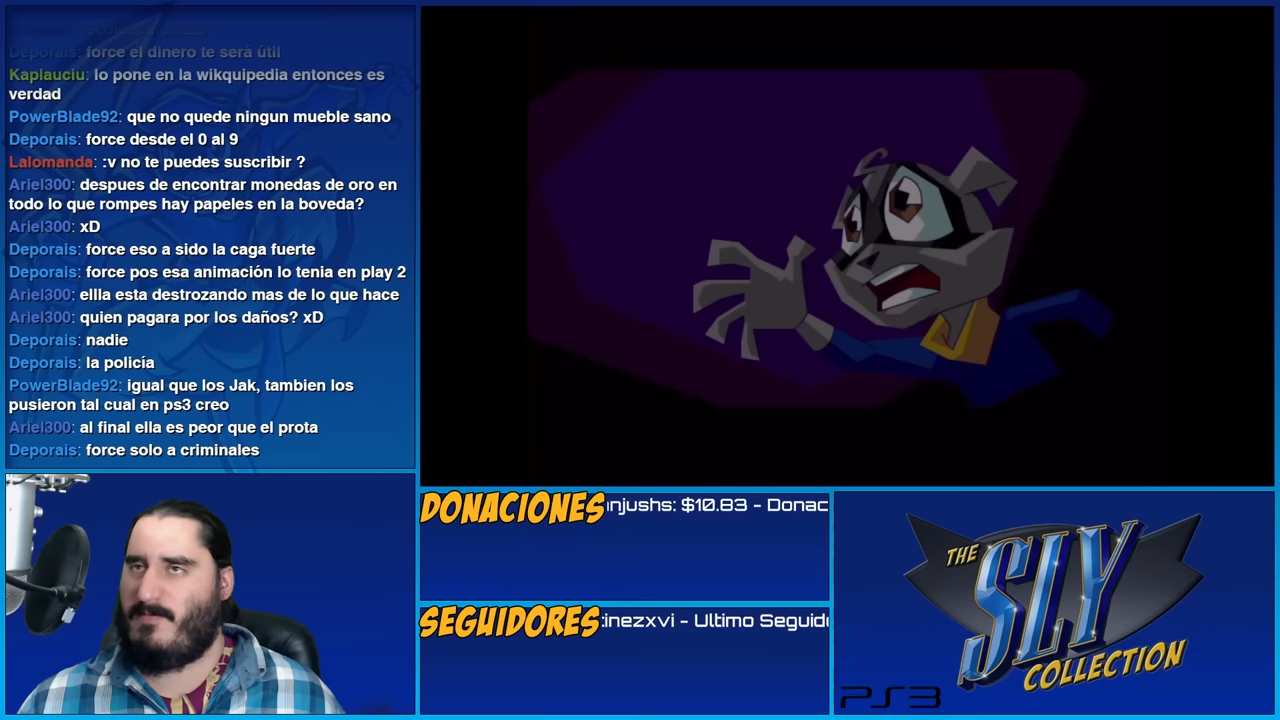 Deporais: force el dinero te será útil
Kaplauciu: lo pone en la wikquipedia entonces es
verdad
PowerBlade92: que no quede ningun mueble sano
Deporais: force desde el 0 al 9
Lalomanda: :v no te puedes suscribir ?
Ariel300: despues de encontrar monedas de oro en
todo lo que rompes hay papeles en la boveda?
Ariel300: xD
Deporais: force eso a sido la caga fuerte
Deporais: force pos esa animación lo tenia en play 2
Ariel300: ellla esta destrozando mas de lo que hace
Ariel300: quien pagara por los daños? xD
Deporais: nadie
Deporais: la policía
PowerBlade92: igual que los Jak, tambien los
pusieron tal cual en ps3 creo
Ariel300: al final ella es peor que el prota
Deporais: force solo a criminales
DONACIONES njushs: $10.83 - Donac
SEGUIDORES :inezxvi - Ultimo Seguid
THE
SLY
COLLECTION
PS3